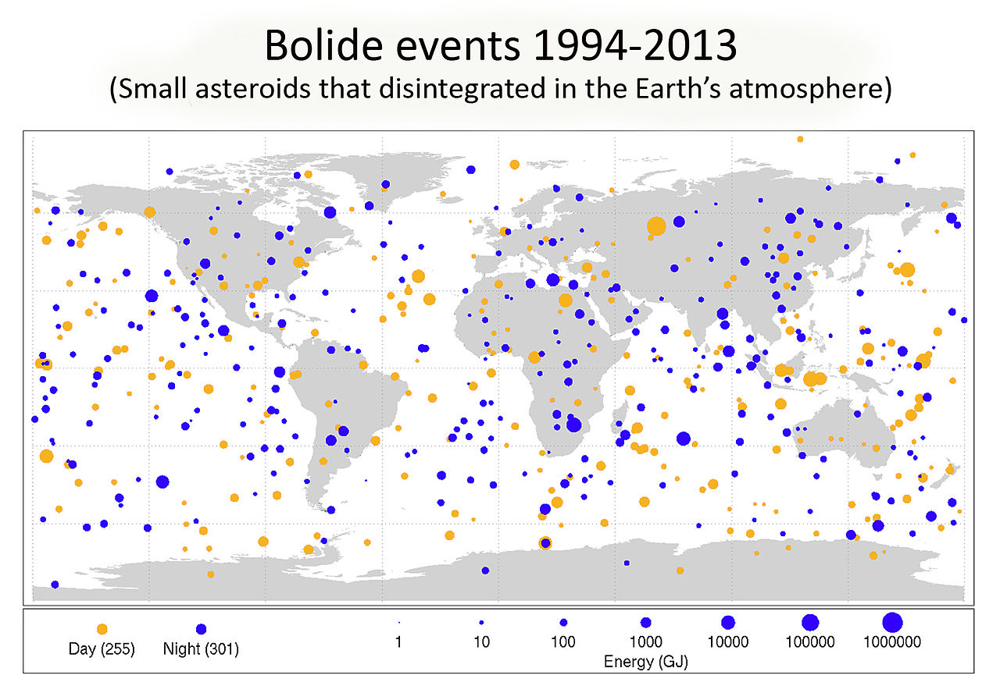 Bolide events 1994-2013
(Small asteroids that disintegrated in the Earth’s atmosphere)
Day (255) Night (301)
1 10 100 1000 10000 100000 1000000
Energy (GJ)